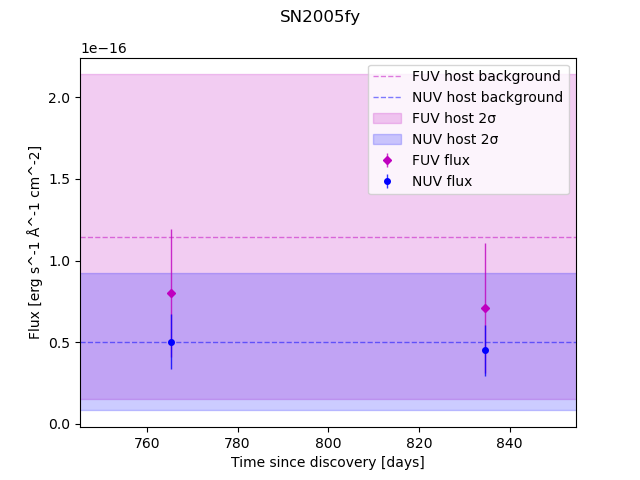 SN2005fy
1e−16
FUV host background
NUV host background
FUV host 2σ
NUV host 2σ
FUV flux
NUV flux
2.0
1.5
1.0
0.5
0.0
Flux [erg s^-1 Å^-1 cm^-2]
760 780 800 820 840
Time since discovery [days]